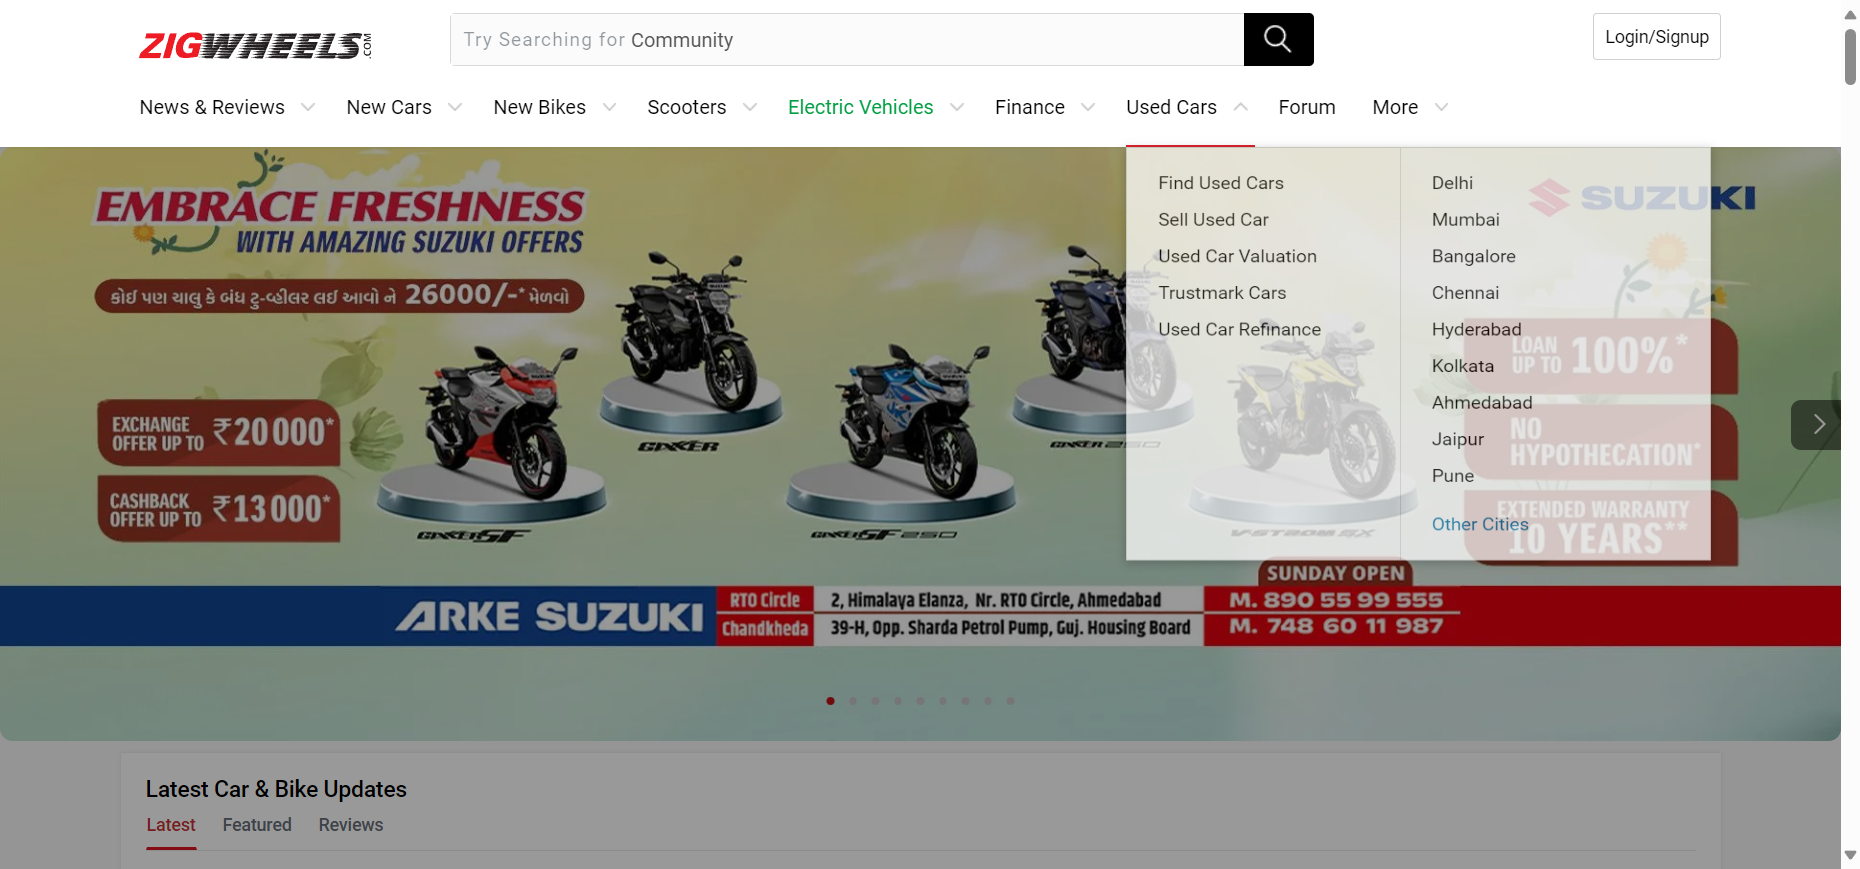 ZIGWHEELS.COM
Try Searching for Community
Login/Signup
News & Reviews
New Cars
New Bikes
Scooters
Electric Vehicles
Finance
Used Cars
Forum
More
Find Used Cars
Sell Used Car
Used Car Valuation
Trustmark Cars
Used Car Refinance
Delhi
Mumbai
Bangalore
Chennai
Hyderabad
Kolkata
Ahmedabad
Jaipur
Pune
Other Cities
EMBRACE FRESHNESS
WITH AMAZING SUZUKI OFFERS
કોઈ પણ ચાલુ કે બંધ ટુ-વ્હીલર લઈ આવો ને 26000/-* મેળવો
EXCHANGE
OFFER UP TO ₹20000*
CASHBACK
OFFER UP TO ₹13000*
SUZUKI
GIXXER
GIXXER 250
GIXXER SF
GIXXER SF 250
V-STROM SX
LOAN
UP TO 100%*
NO
HYPOTHECATION*
EXTENDED WARRANTY
10 YEARS**
SUNDAY OPEN
ARKE SUZUKI
RTO Circle
2, Himalaya Elanza, Nr. RTO Circle, Ahmedabad
M. 890 55 99 555
Chandkheda
39-H, Opp. Sharda Petrol Pump, Guj. Housing Board
M. 748 60 11 987
Latest Car & Bike Updates
Latest
Featured
Reviews